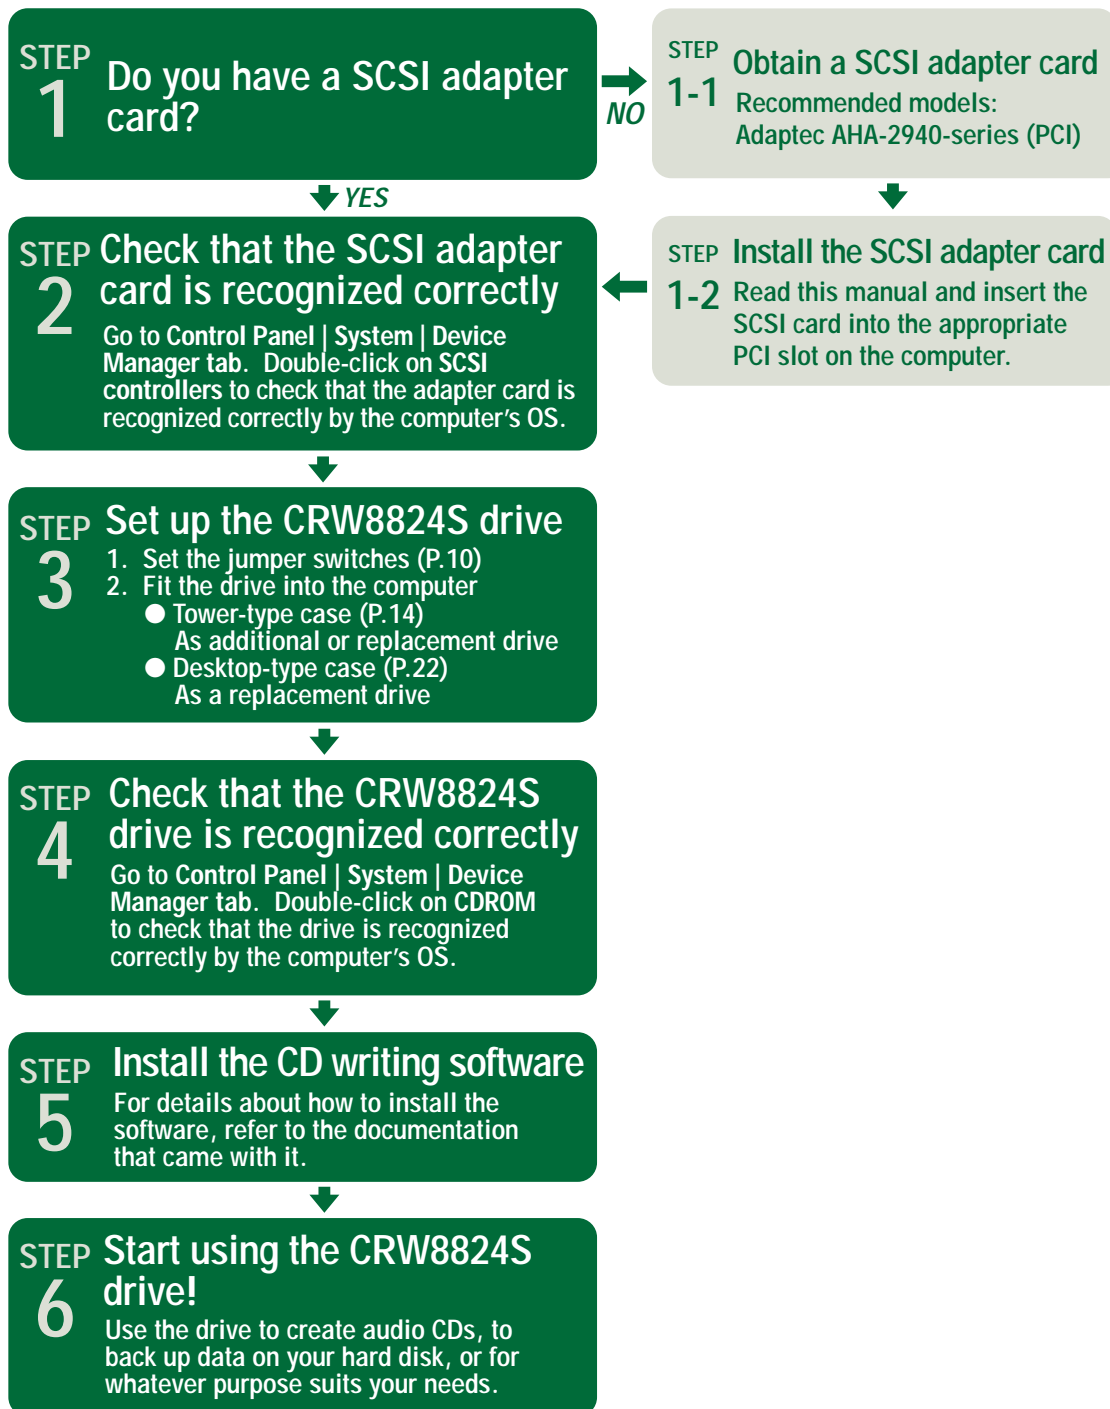 STEP
1
Do you have a SCSI adapter
card?
NO
STEP
1-1
Obtain a SCSI adapter card
Recommended models:
Adaptec AHA-2940-series (PCI)
YES
STEP
1-2
Install the SCSI adapter card
Read this manual and insert the
SCSI card into the appropriate
PCI slot on the computer.
STEP
2
Check that the SCSI adapter
card is recognized correctly
Go to Control Panel | System | Device
Manager tab. Double-click on SCSI
controllers to check that the adapter card is
recognized correctly by the computer's OS.
STEP
3
Set up the CRW8824S drive
1. Set the jumper switches (P.10)
2. Fit the drive into the computer
● Tower-type case (P.14)
As additional or replacement drive
● Desktop-type case (P.22)
As a replacement drive
STEP
4
Check that the CRW8824S
drive is recognized correctly
Go to Control Panel | System | Device
Manager tab. Double-click on CDROM
to check that the drive is recognized
correctly by the computer's OS.
STEP
5
Install the CD writing software
For details about how to install the
software, refer to the documentation
that came with it.
STEP
6
Start using the CRW8824S
drive!
Use the drive to create audio CDs, to
back up data on your hard disk, or for
whatever purpose suits your needs.